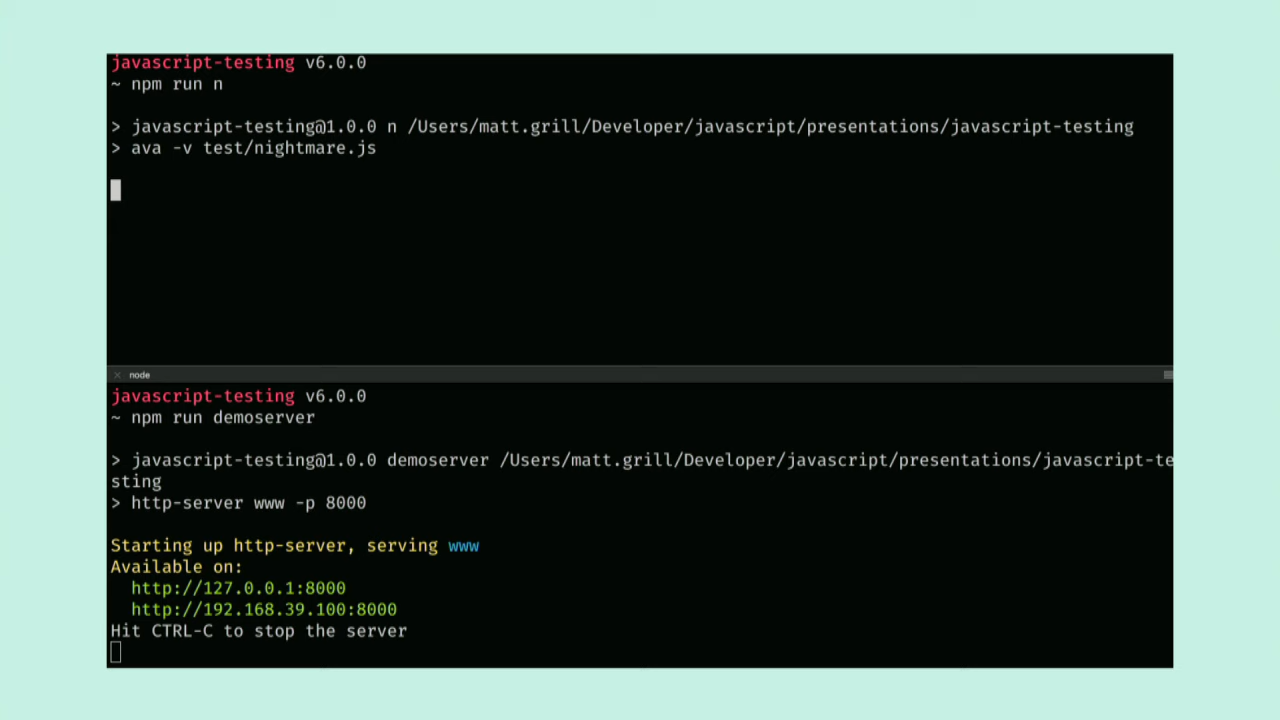 javascript-testing v6.0.0
~ npm run n
> javascript-testing@1.0.0 n /Users/matt.grill/Developer/javascript/presentations/javascript-testing
> ava -v test/nightmare.js
× node
javascript-testing v6.0.0
~ npm run demoserver
> javascript-testing@1.0.0 demoserver /Users/matt.grill/Developer/javascript/presentations/javascript-te
sting
> http-server www -p 8000
Starting up http-server, serving www
Available on:
http://127.0.0.1:8000
http://192.168.39.100:8000
Hit CTRL-C to stop the server